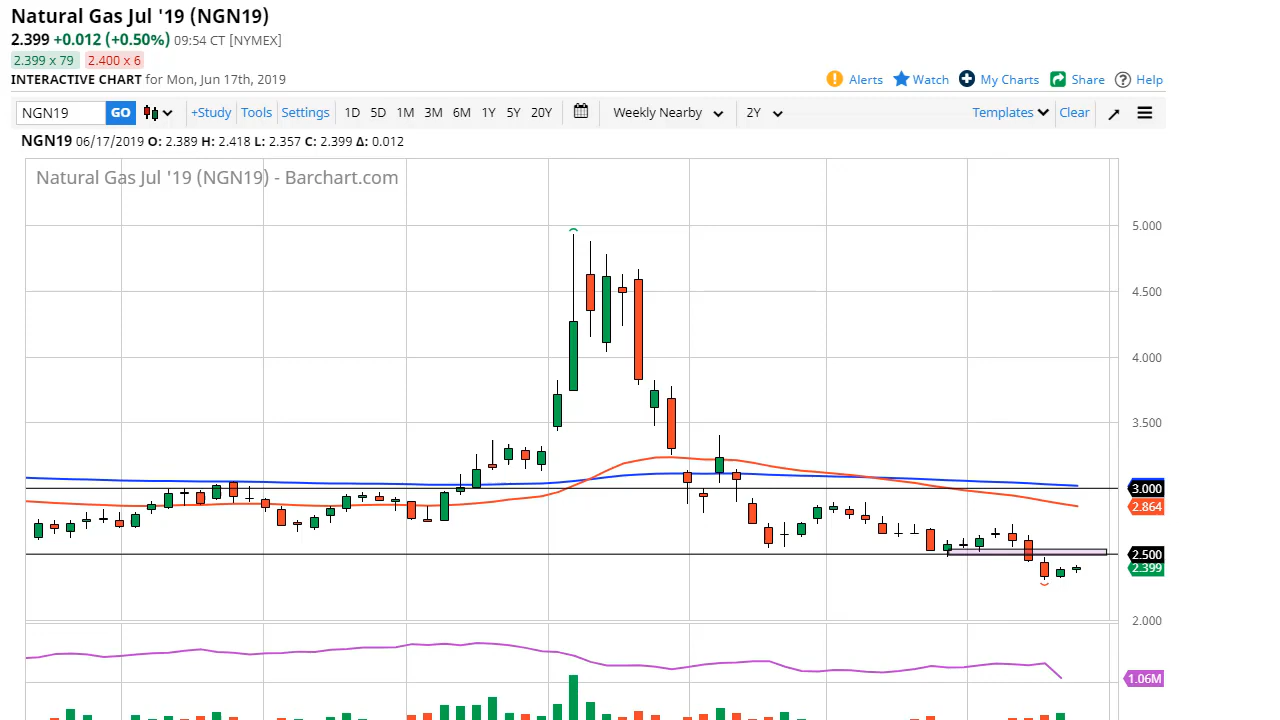 Natural Gas Jul '19 (NGN19)
2.399 +0.012 (+0.50%) 09:54 CT [NYMEX]
2.399 x 79 2.400 x 6
INTERACTIVE CHART for Mon, Jun 17th, 2019
Alerts Watch My Charts Share Help
NGN19 GO +Study Tools Settings 1D 5D 1M 3M 6M 1Y 5Y 20Y Weekly Nearby 2Y Templates Clear
NGN19 06/17/2019 O: 2.389 H: 2.418 L: 2.357 C: 2.399 Δ: 0.012
Natural Gas Jul '19 (NGN19) - Barchart.com
5.000
4.500
4.000
3.500
3.000
2.864
2.500
2.399
2.000
1.06M